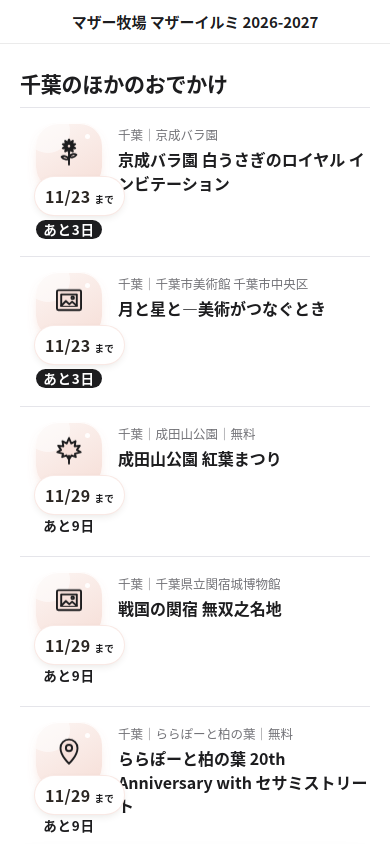 マザー牧場 マザーイルミ 2026-2027
千葉のほかのおでかけ
千葉｜京成バラ園
京成バラ園 白うさぎのロイヤル イ
ンビテーション
11/23 まで
あと3日
千葉｜千葉市美術館 千葉市中央区
月と星と―美術がつなぐとき
11/23 まで
あと3日
千葉｜成田山公園｜無料
成田山公園 紅葉まつり
11/29 まで
あと9日
千葉｜千葉県立関宿城博物館
戦国の関宿 無双之名地
11/29 まで
あと9日
千葉｜ららぽーと柏の葉｜無料
ららぽーと柏の葉 20th
Anniversary with セサミストリー
ト
11/29 まで
あと9日